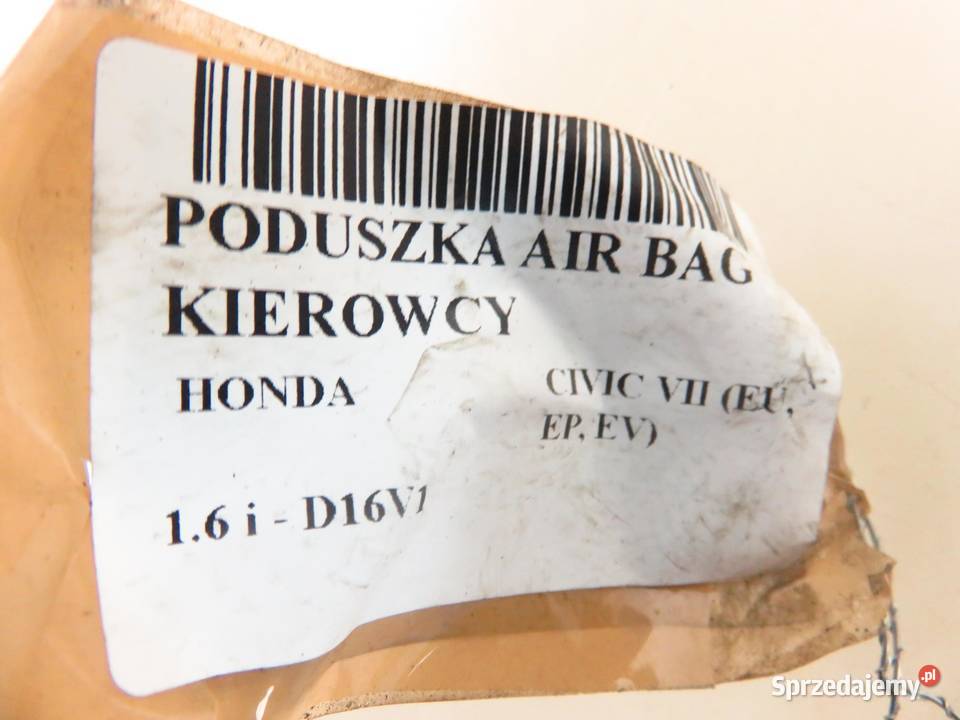 PODUSZKA AIR BAG
KIEROWCY
HONDA CIVIC VII (EU,
EP, EV)
1.6 i - D16V1
Sprzedajemy.pl